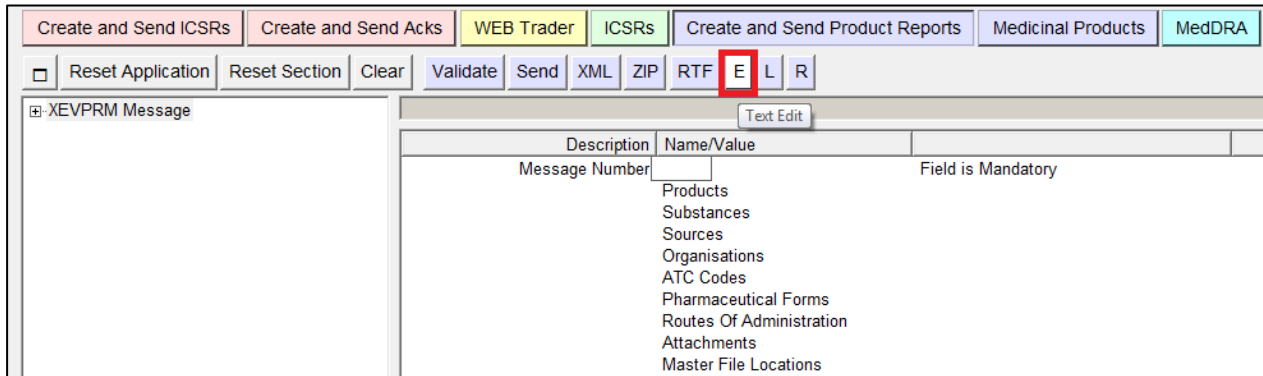 Create and Send ICSRs Create and Send Acks WEB Trader ICSRs Create and Send Product Reports Medicinal Products MedDRA
Reset Application Reset Section Clear Validate Send XML ZIP RTF E L R
XEVPRM Message
Text Edit
Description Name/Value
Message Number Field is Mandatory
Products
Substances
Sources
Organisations
ATC Codes
Pharmaceutical Forms
Routes Of Administration
Attachments
Master File Locations